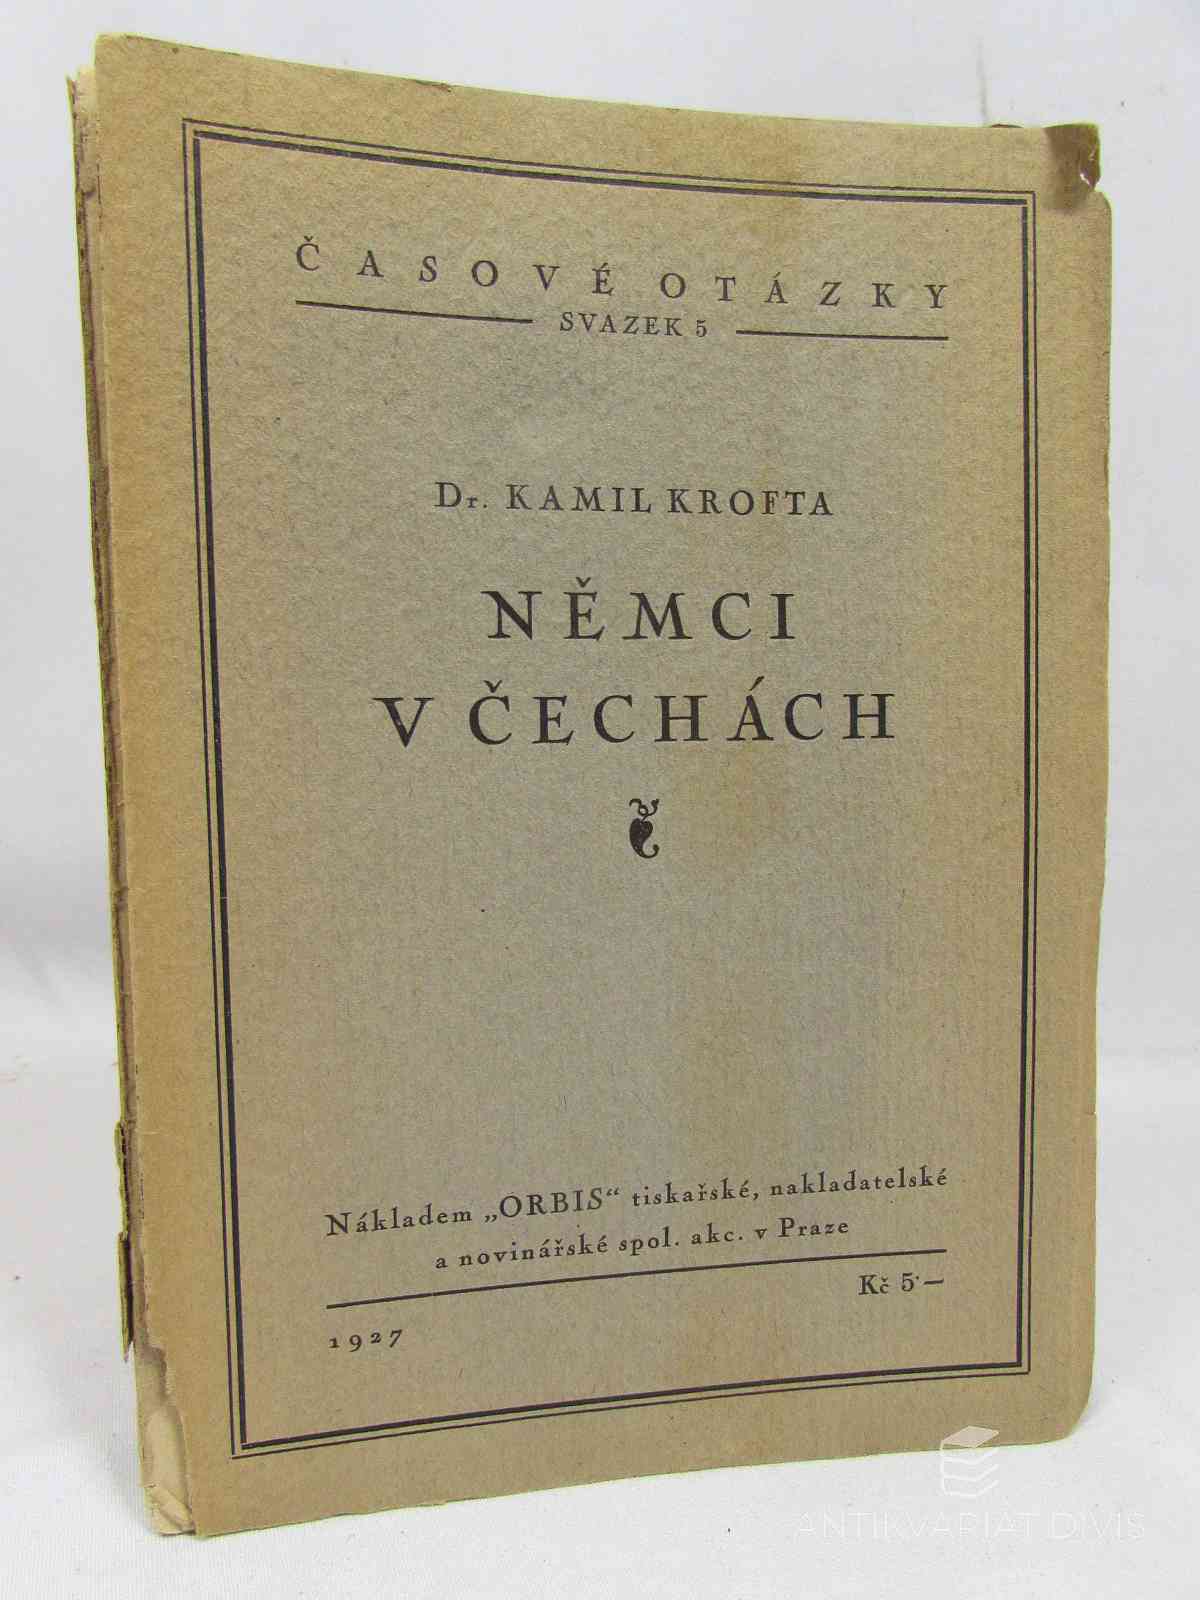 ČASOVÉ OTÁZKY
SVAZEK 5
Dr. KAMIL KROFTA
NĚMCI
V ČECHÁCH
Nákladem „ORBIS“ tiskařské, nakladatelské
a novinářské spol. akc. v Praze
Kč 5·—
1927
ANTIKVARIÁT DIVIŠ